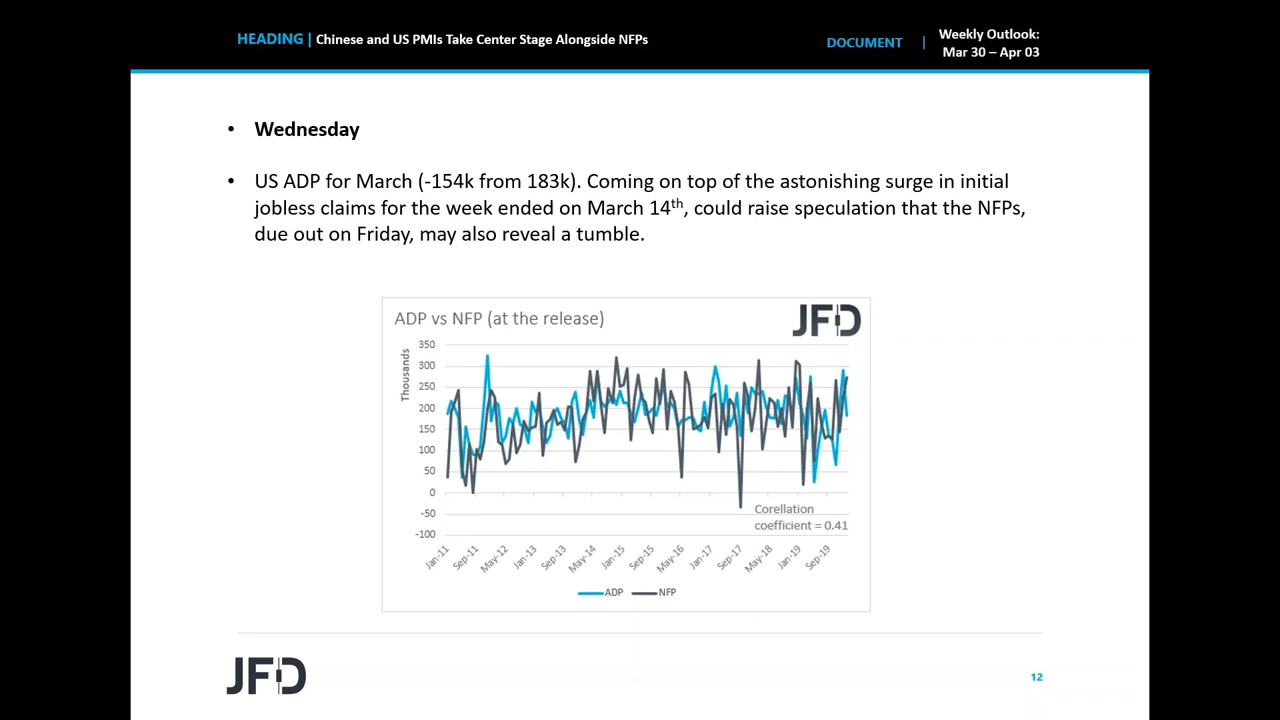 HEADING | Chinese and US PMIs Take Center Stage Alongside NFPs
DOCUMENT | Weekly Outlook:
Mar 30 – Apr 03
• Wednesday
• US ADP for March (-154k from 183k). Coming on top of the astonishing surge in initial
jobless claims for the week ended on March 14th, could raise speculation that the NFPs,
due out on Friday, may also reveal a tumble.
ADP vs NFP (at the release)
JFD
Thousands
350
300
250
200
150
100
50
0
-50
-100
Corellation
coefficient = 0.41
Jan-11
Sep-11
May-12
Jan-13
Sep-13
May-14
Jan-15
Sep-15
May-16
Jan-17
Sep-17
May-18
Jan-19
Sep-19
ADP NFP
JFD
12